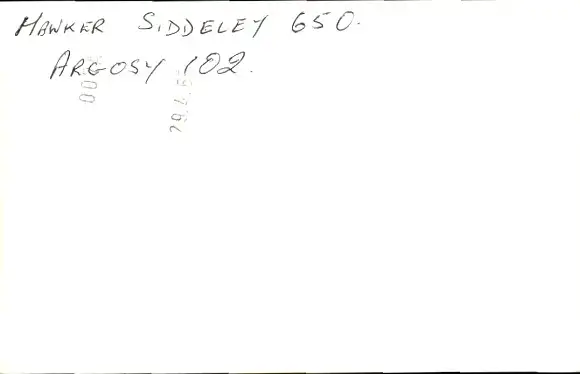 HAWKER SIDDELEY 650.
ARGOSY 102.